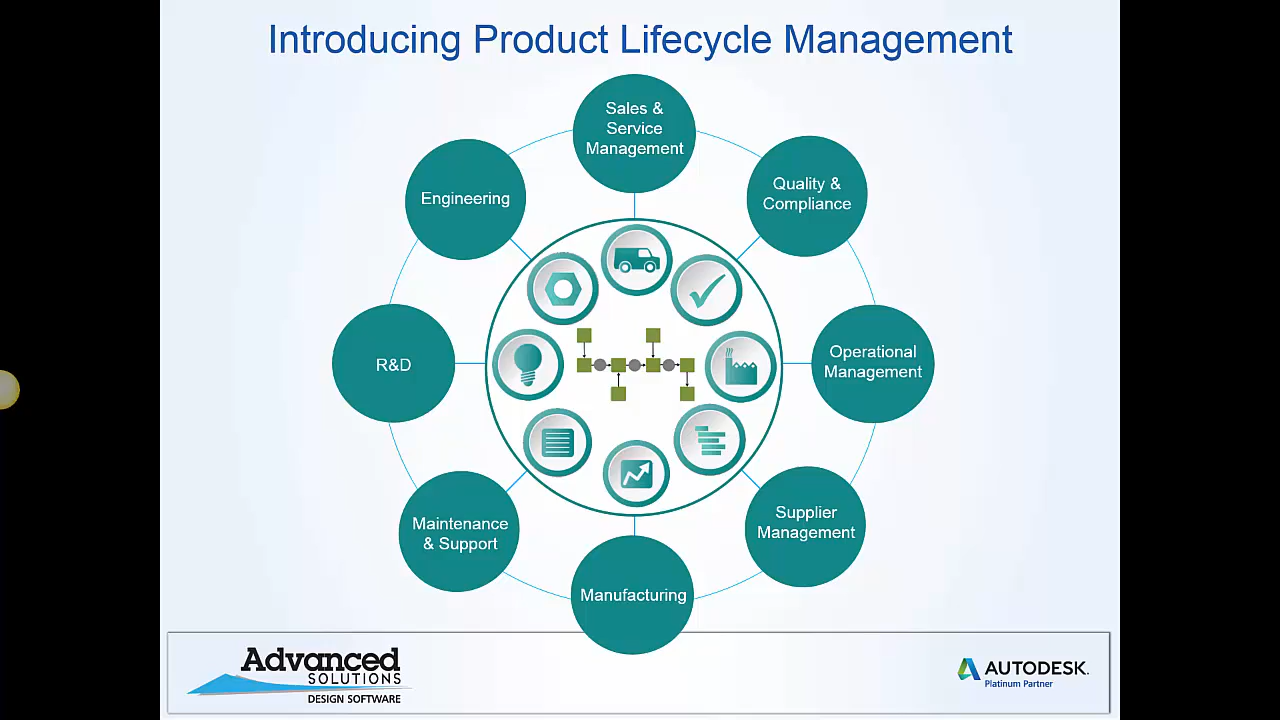 Introducing Product Lifecycle Management
Sales &
Service
Management
Quality &
Compliance
Operational
Management
Supplier
Management
Manufacturing
Maintenance
& Support
R&D
Engineering
Advanced
SOLUTIONS
DESIGN SOFTWARE
AUTODESK.
Platinum Partner